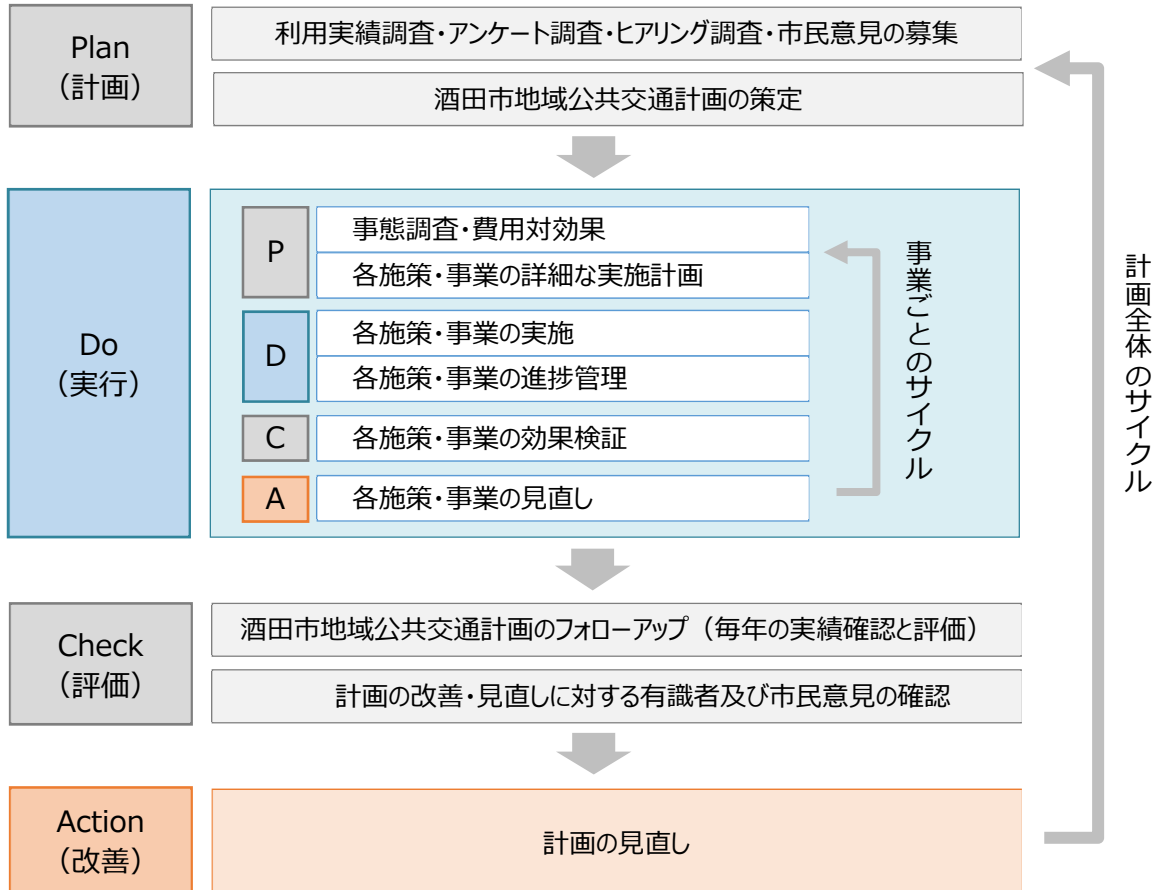 Plan
（計画）
利用実績調査・アンケート調査・ヒアリング調査・市民意見の募集
酒田市地域公共交通計画の策定
Do
（実行）
P
事態調査・費用対効果
各施策・事業の詳細な実施計画
D
各施策・事業の実施
各施策・事業の進捗管理
C
各施策・事業の効果検証
A
各施策・事業の見直し
事業ごとのサイクル
計画全体のサイクル
Check
（評価）
酒田市地域公共交通計画のフォローアップ（毎年の実績確認と評価）
計画の改善・見直しに対する有識者及び市民意見の確認
Action
（改善）
計画の見直し